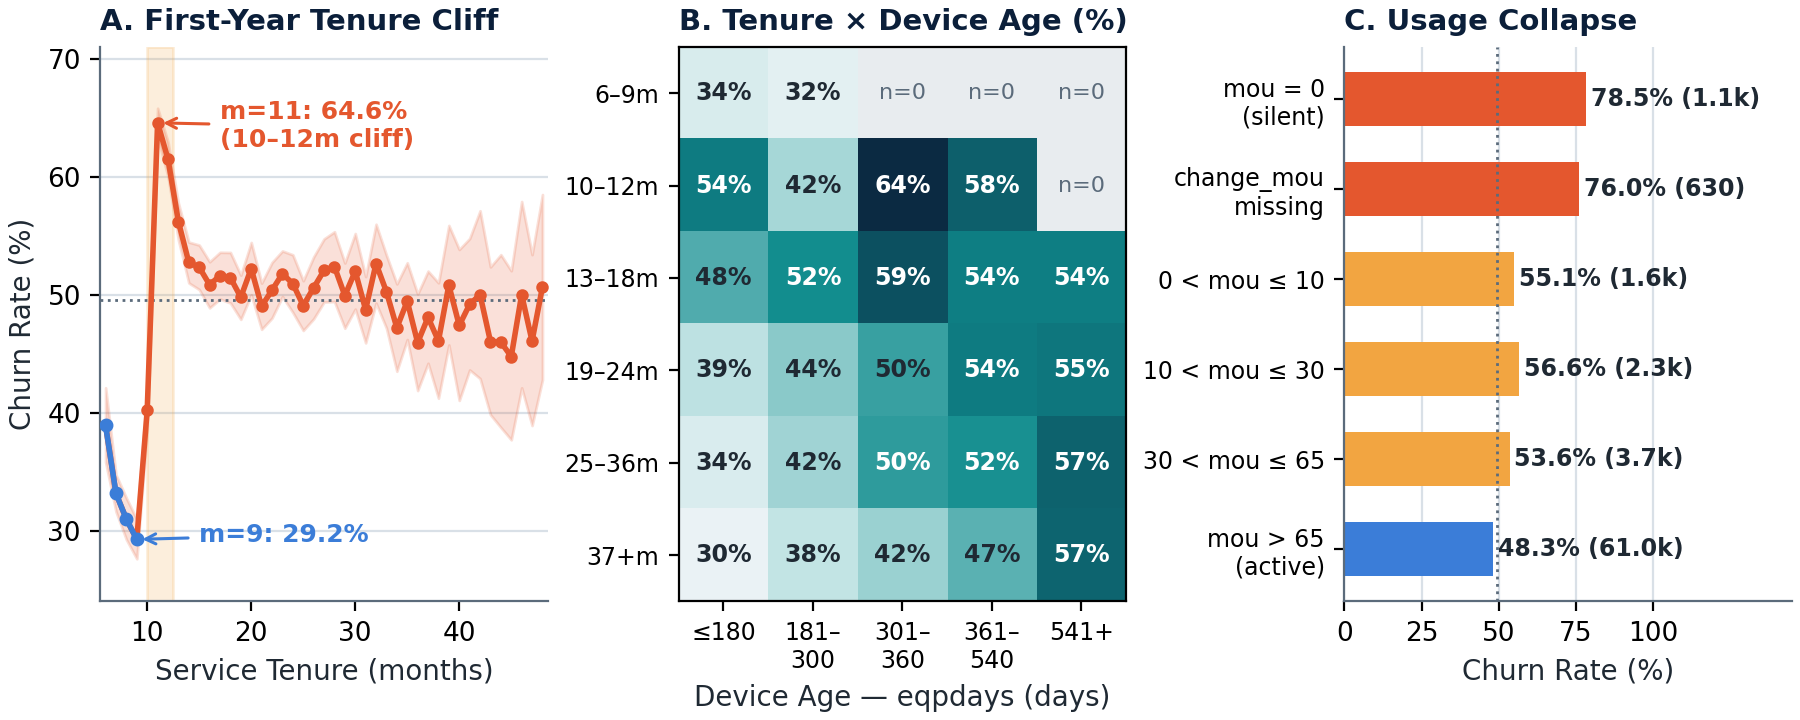 A. First-Year Tenure Cliff
70
60
50
40
30
Churn Rate (%)
m=11: 64.6%
(10–12m cliff)
m=9: 29.2%
10
20
30
40
Service Tenure (months)
B. Tenure × Device Age (%)
6–9m
34%
32%
n=0
n=0
n=0
10–12m
54%
42%
64%
58%
n=0
13–18m
48%
52%
59%
54%
54%
19–24m
39%
44%
50%
54%
55%
25–36m
34%
42%
50%
52%
57%
37+m
30%
38%
42%
47%
57%
≤180
181–
300
301–
360
361–
540
541+
Device Age — eqpdays (days)
C. Usage Collapse
mou = 0
(silent)
78.5% (1.1k)
change_mou
missing
76.0% (630)
0 < mou ≤ 10
55.1% (1.6k)
10 < mou ≤ 30
56.6% (2.3k)
30 < mou ≤ 65
53.6% (3.7k)
mou > 65
(active)
48.3% (61.0k)
0
25
50
75
100
Churn Rate (%)